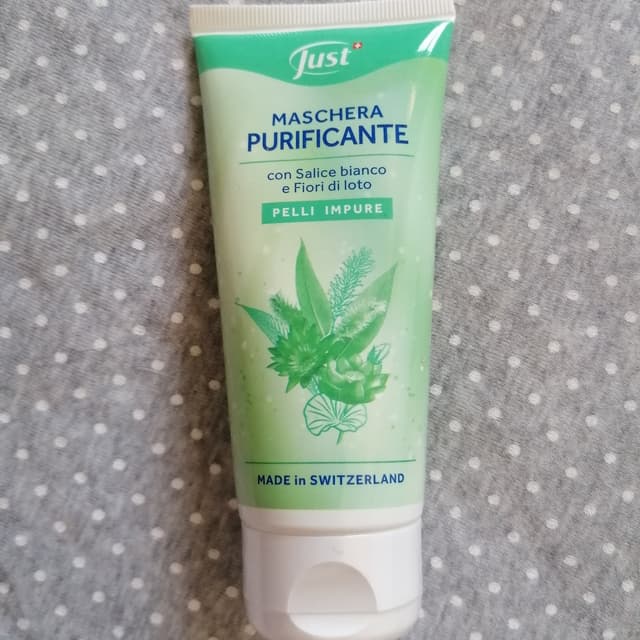 Just
MASCHERA
PURIFICANTE
con Salice bianco
e Fiori di loto
PELLI IMPURE
MADE in SWITZERLAND